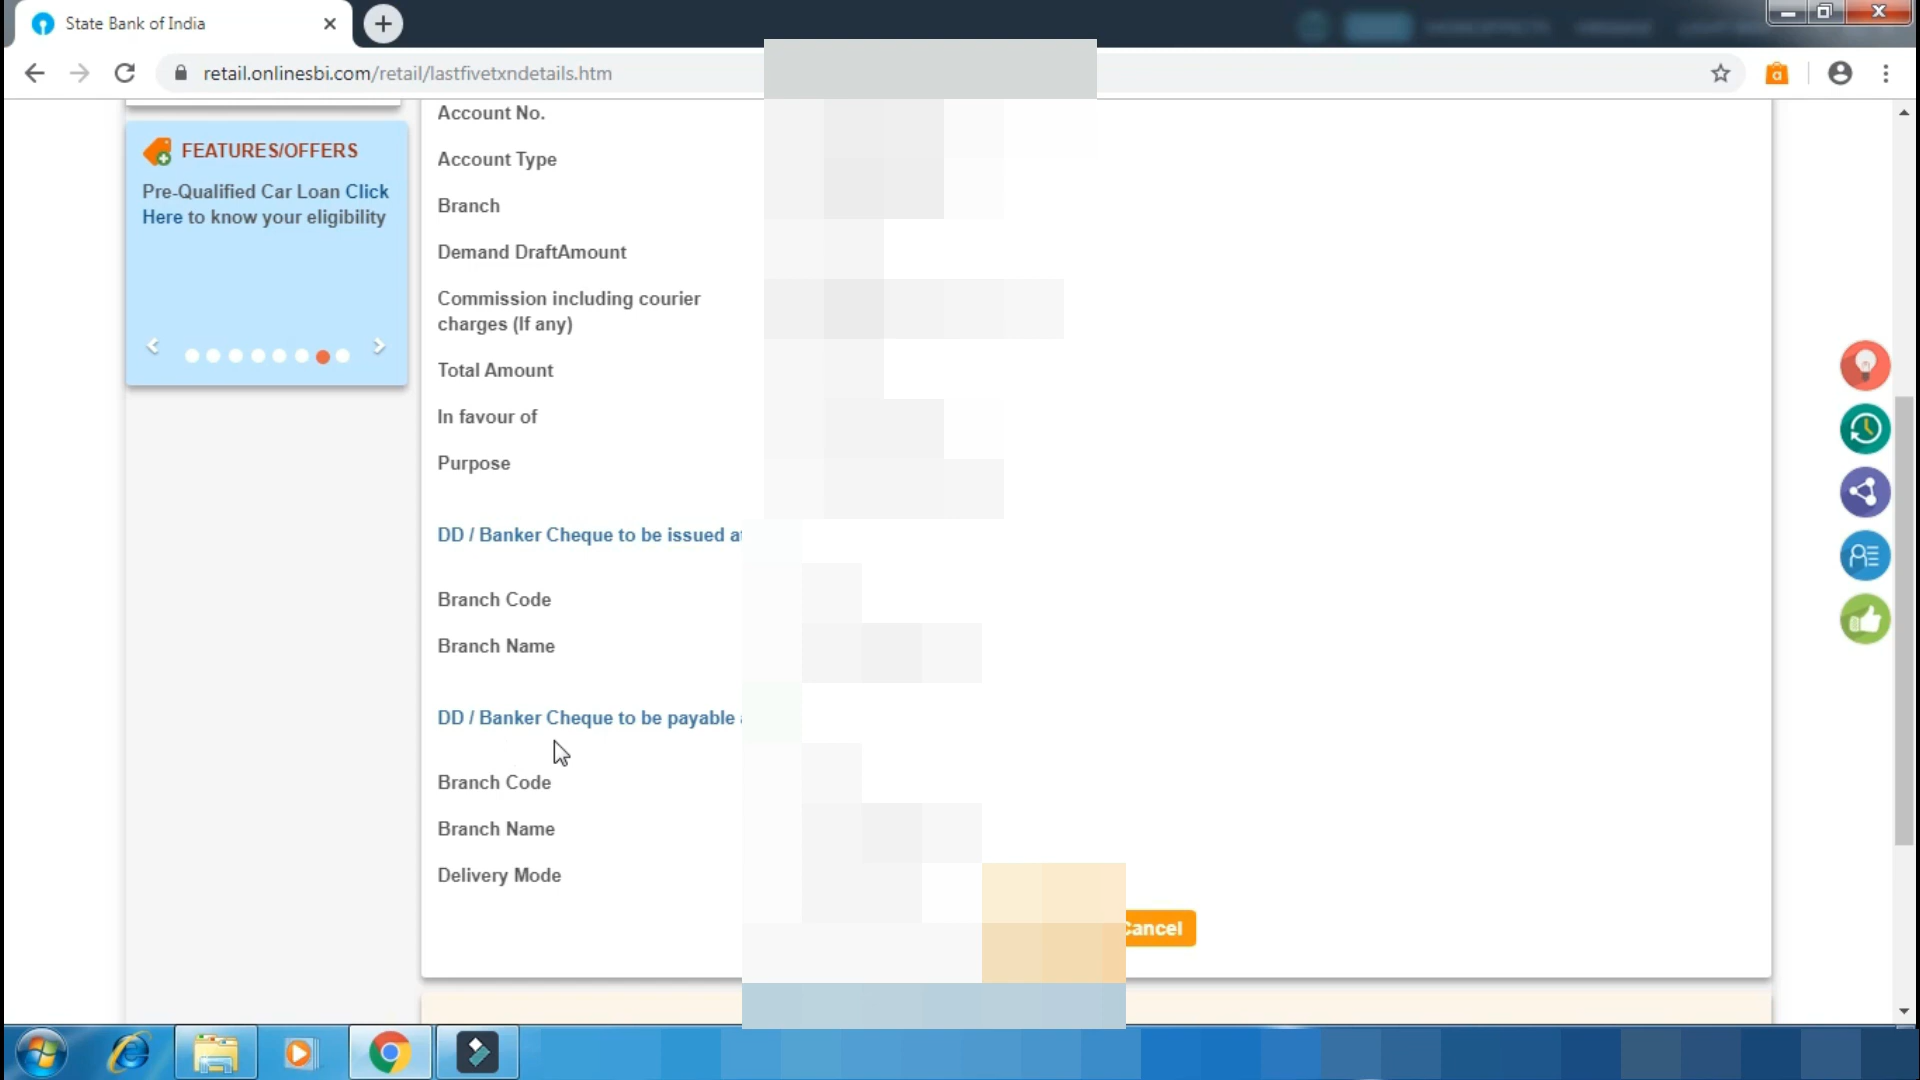 State Bank of India
retail.onlinesbi.com/retail/lastfivetxndetails.htm
FEATURES/OFFERS
Pre-Qualified Car Loan Click
Here to know your eligibility
Account No.
Account Type
Branch
Demand DraftAmount
Commission including courier
charges (If any)
Total Amount
In favour of
Purpose
DD / Banker Cheque to be issued
Branch Code
Branch Name
DD / Banker Cheque to be payable
Branch Code
Branch Name
Delivery Mode
Cancel